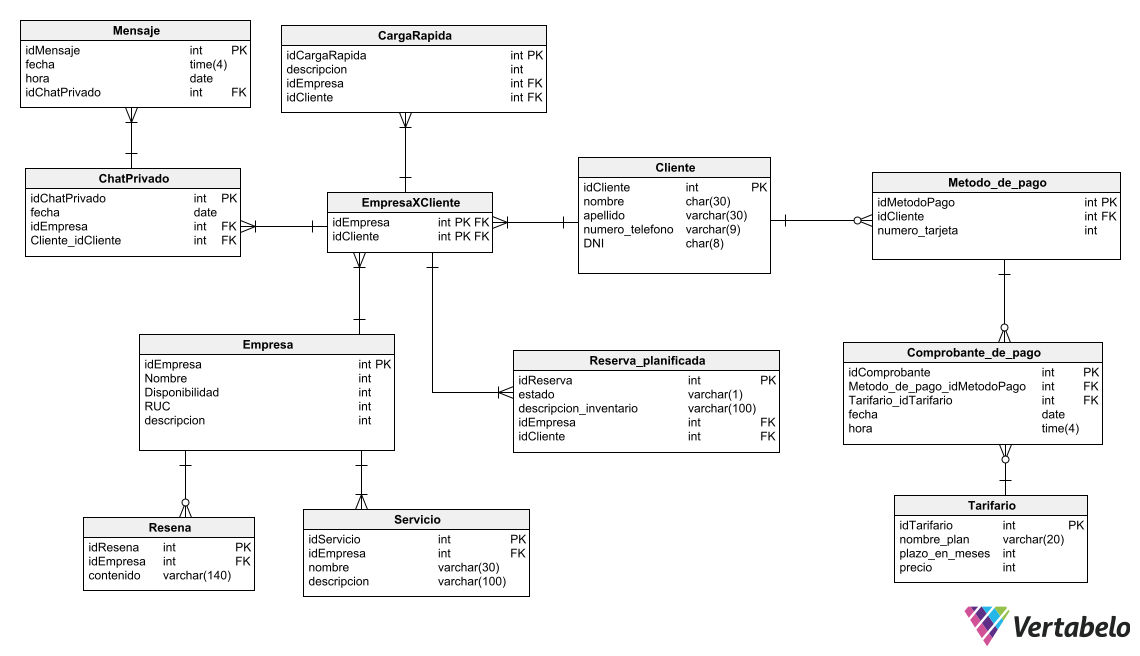 Mensaje
idMensaje int PK
fecha time(4)
hora date
idChatPrivado int FK
CargaRapida
idCargaRapida int PK
descripcion int
idEmpresa int FK
idCliente int FK
ChatPrivado
idChatPrivado int PK
fecha date
idEmpresa int FK
Cliente_idCliente int FK
EmpresaXCliente
idEmpresa int PK FK
idCliente int PK FK
Cliente
idCliente int PK
nombre char(30)
apellido varchar(30)
numero_telefono varchar(9)
DNI char(8)
Metodo_de_pago
idMetodoPago int PK
idCliente int FK
numero_tarjeta int
Empresa
idEmpresa int PK
Nombre int
Disponibilidad int
RUC int
descripcion int
Reserva_planificada
idReserva int PK
estado varchar(1)
descripcion_inventario varchar(100)
idEmpresa int FK
idCliente int FK
Comprobante_de_pago
idComprobante int PK
Metodo_de_pago_idMetodoPago int FK
Tarifario_idTarifario int FK
fecha date
hora time(4)
Resena
idResena int PK
idEmpresa int FK
contenido varchar(140)
Servicio
idServicio int PK
idEmpresa int FK
nombre varchar(30)
descripcion varchar(100)
Tarifario
idTarifario int PK
nombre_plan varchar(20)
plazo_en_meses int
precio int
Vertabelo